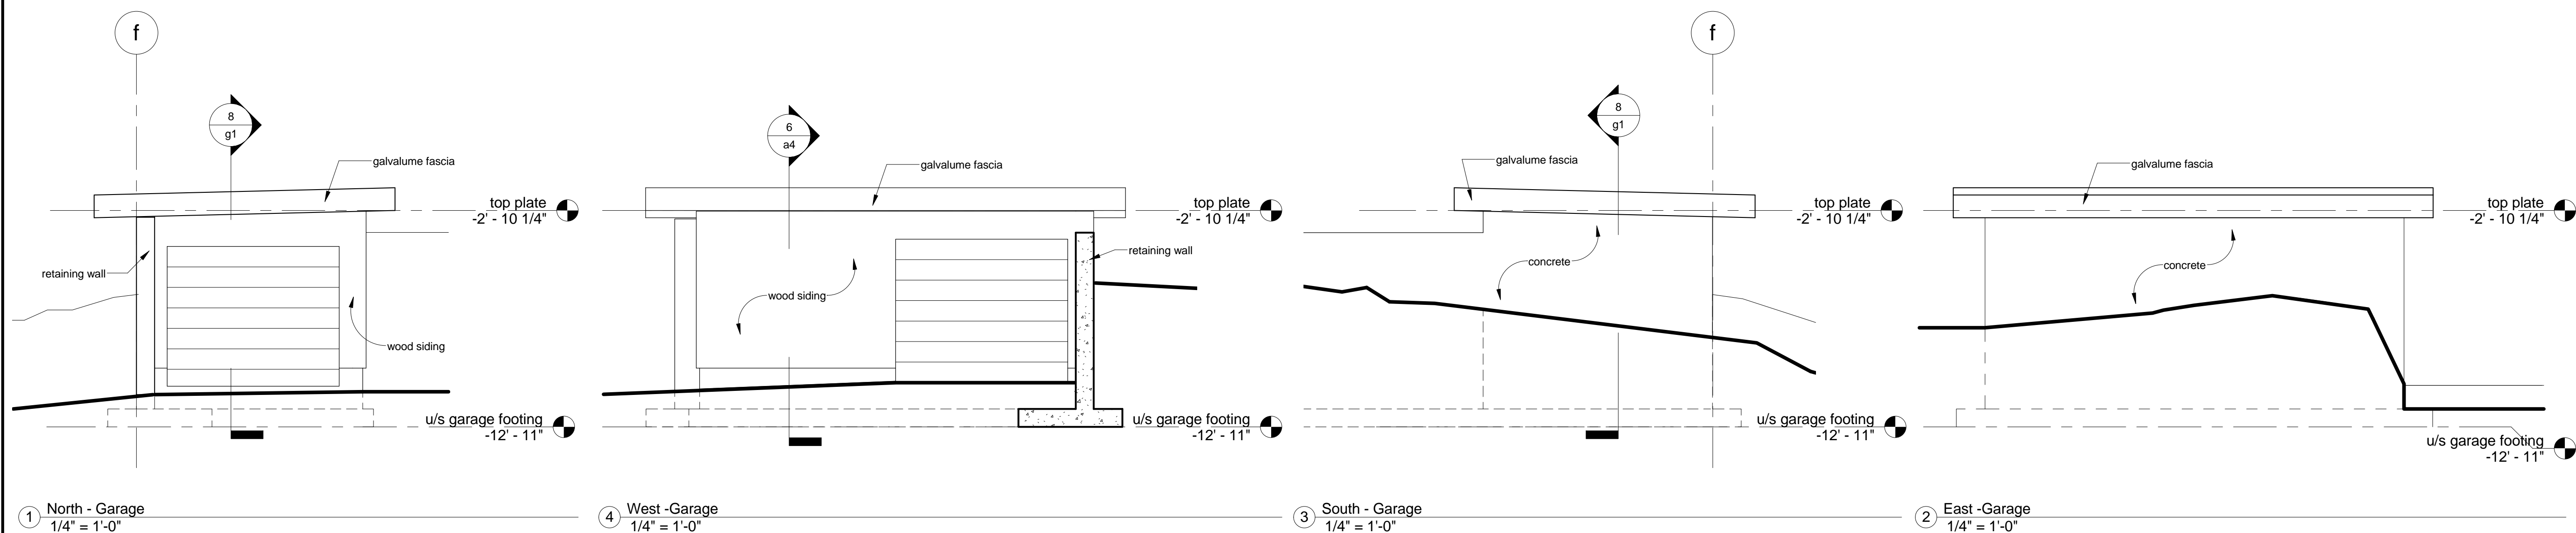 f
8
g1
galvalume fascia
top plate
-2' - 10 1/4"
retaining wall
wood siding
u/s garage footing
-12' - 11"
1
North - Garage
1/4" = 1'-0"
6
a4
galvalume fascia
top plate
-2' - 10 1/4"
retaining wall
wood siding
u/s garage footing
-12' - 11"
4
West -Garage
1/4" = 1'-0"
f
8
g1
galvalume fascia
top plate
-2' - 10 1/4"
concrete
u/s garage footing
-12' - 11"
3
South - Garage
1/4" = 1'-0"
galvalume fascia
top plate
-2' - 10 1/4"
concrete
u/s garage footing
-12' - 11"
2
East -Garage
1/4" = 1'-0"